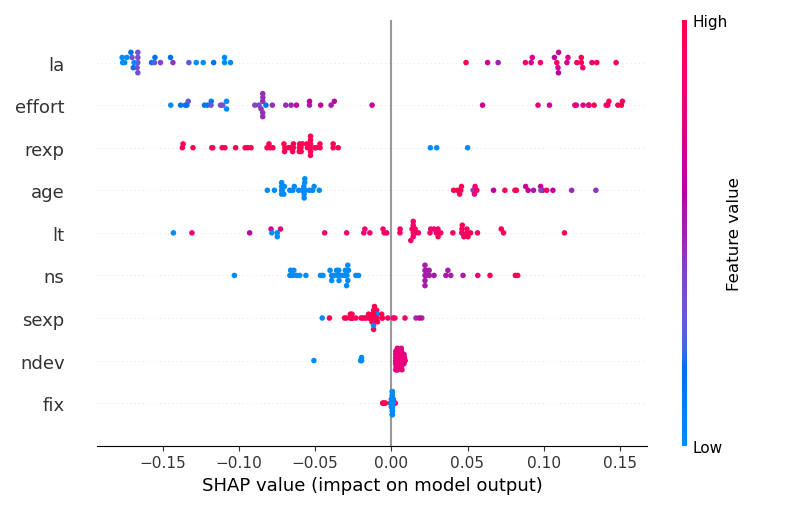 High
la
effort
rexp
age
lt
ns
sexp
ndev
fix
Feature value
Low
−0.15 −0.10 −0.05 0.00 0.05 0.10 0.15
SHAP value (impact on model output)